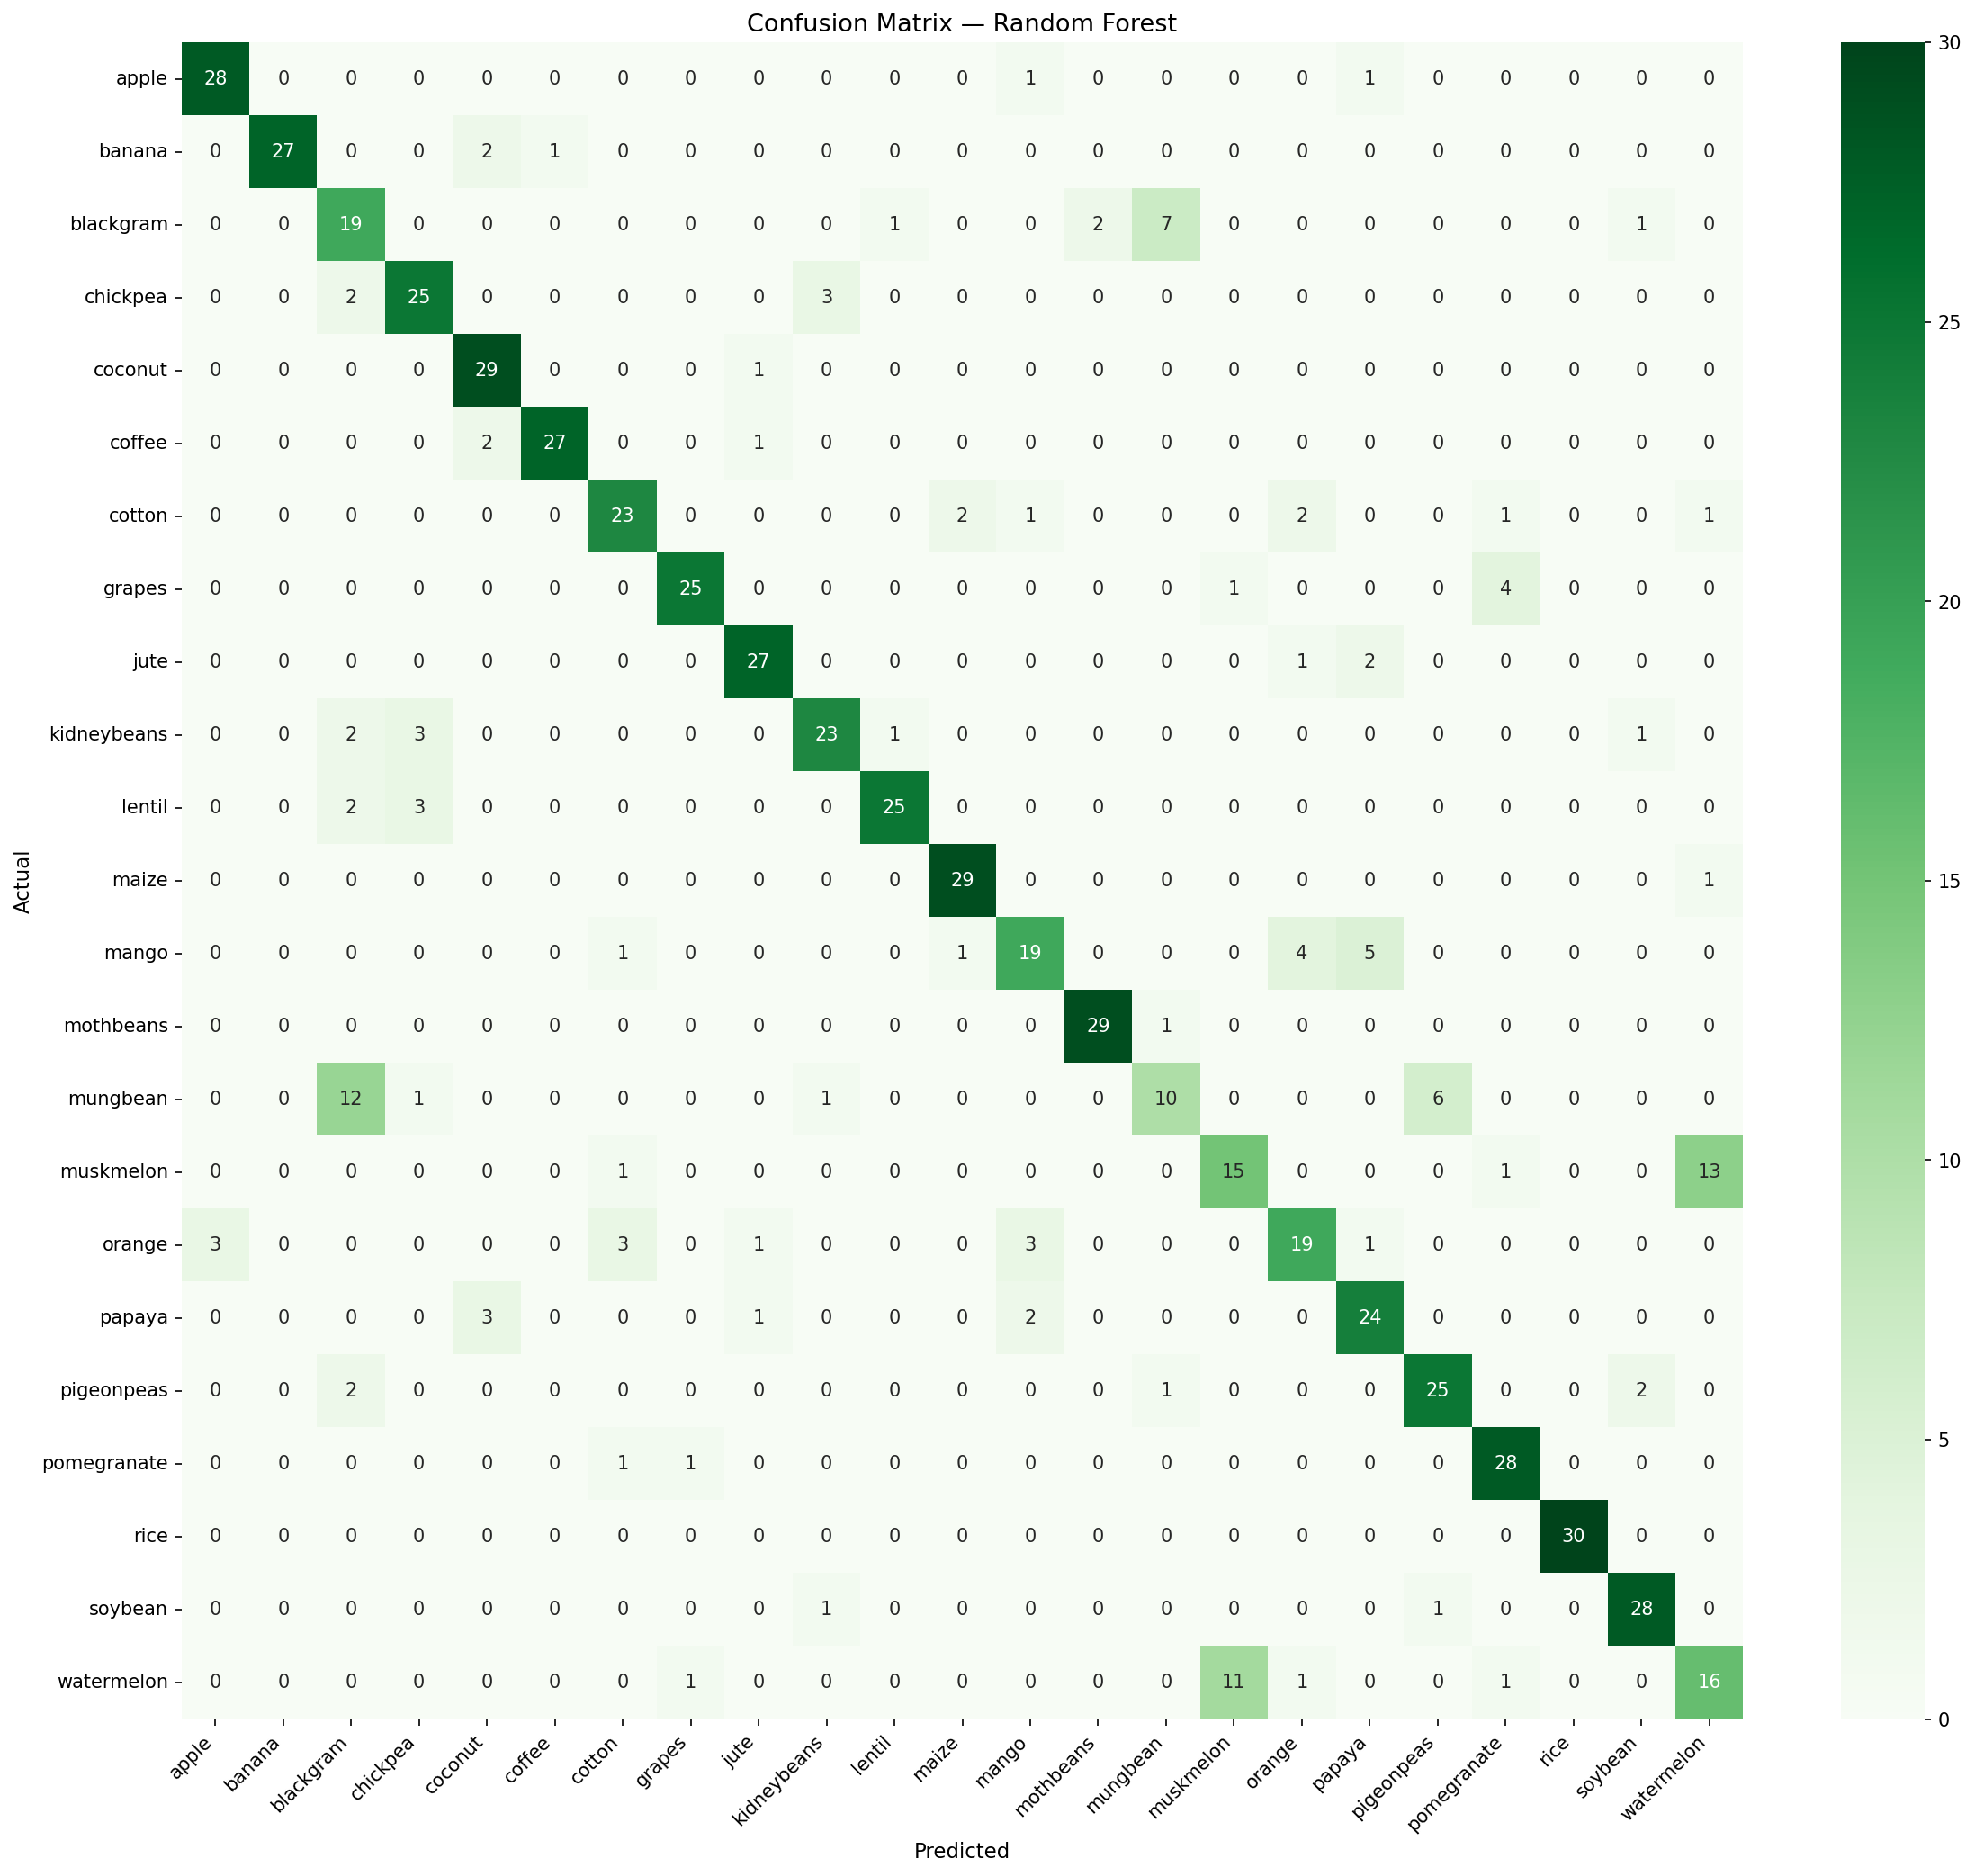 Confusion Matrix — Random Forest
apple 28 0 0 0 0 0 0 0 0 0 0 0 1 0 0 0 0 1 0 0 0 0 0
banana 0 27 0 0 2 1 0 0 0 0 0 0 0 0 0 0 0 0 0 0 0 0 0
blackgram 0 0 19 0 0 0 0 0 0 0 1 0 0 2 7 0 0 0 0 0 0 1 0
chickpea 0 0 2 25 0 0 0 0 0 3 0 0 0 0 0 0 0 0 0 0 0 0 0
coconut 0 0 0 0 29 0 0 0 1 0 0 0 0 0 0 0 0 0 0 0 0 0 0
coffee 0 0 0 0 2 27 0 0 1 0 0 0 0 0 0 0 0 0 0 0 0 0 0
cotton 0 0 0 0 0 0 23 0 0 0 0 2 1 0 0 0 2 0 0 1 0 0 1
grapes 0 0 0 0 0 0 0 25 0 0 0 0 0 0 0 1 0 0 0 4 0 0 0
jute 0 0 0 0 0 0 0 0 27 0 0 0 0 0 0 0 1 2 0 0 0 0 0
kidneybeans 0 0 2 3 0 0 0 0 0 23 1 0 0 0 0 0 0 0 0 0 0 1 0
lentil 0 0 2 3 0 0 0 0 0 0 25 0 0 0 0 0 0 0 0 0 0 0 0
maize 0 0 0 0 0 0 0 0 0 0 0 29 0 0 0 0 0 0 0 0 0 0 1
mango 0 0 0 0 0 0 1 0 0 0 0 1 19 0 0 0 4 5 0 0 0 0 0
mothbeans 0 0 0 0 0 0 0 0 0 0 0 0 0 29 1 0 0 0 0 0 0 0 0
mungbean 0 0 12 1 0 0 0 0 0 1 0 0 0 0 10 0 0 0 6 0 0 0 0
muskmelon 0 0 0 0 0 0 1 0 0 0 0 0 0 0 0 15 0 0 0 1 0 0 13
orange 3 0 0 0 0 0 3 0 1 0 0 0 3 0 0 0 19 1 0 0 0 0 0
papaya 0 0 0 0 3 0 0 0 1 0 0 0 2 0 0 0 0 24 0 0 0 0 0
pigeonpeas 0 0 2 0 0 0 0 0 0 0 0 0 0 0 1 0 0 0 25 0 0 2 0
pomegranate 0 0 0 0 0 0 1 1 0 0 0 0 0 0 0 0 0 0 0 28 0 0 0
rice 0 0 0 0 0 0 0 0 0 0 0 0 0 0 0 0 0 0 0 0 30 0 0
soybean 0 0 0 0 0 0 0 0 0 1 0 0 0 0 0 0 0 0 1 0 0 28 0
watermelon 0 0 0 0 0 0 0 1 0 0 0 0 0 0 0 11 1 0 0 1 0 0 16
apple banana blackgram chickpea coconut coffee cotton grapes jute kidneybeans lentil maize mango mothbeans mungbean muskmelon orange papaya pigeonpeas pomegranate rice soybean watermelon
Predicted
Actual
30
25
20
15
10
5
0